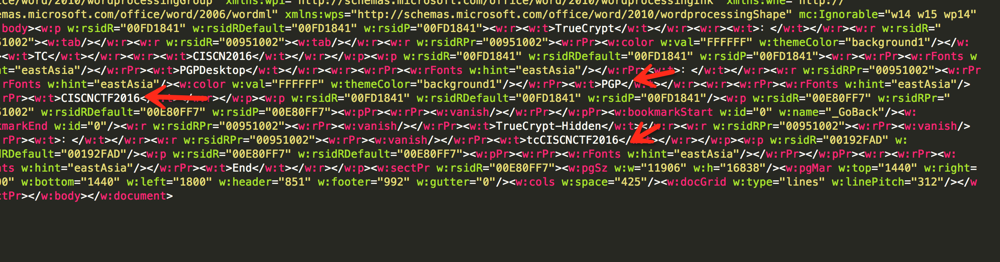 ice/word/2010/wordprocessingGroup" xmlns:wpi="http://schemas.microsoft.com/office/word/2010/wordprocessingInk" xmlns:wne="http://
emas.microsoft.com/office/word/2006/wordml" xmlns:wps="http://schemas.microsoft.com/office/word/2010/wordprocessingShape" mc:Ignorable="w14 w15 wp14"
body><w:p w:rsidR="00FD1841" w:rsidRDefault="00FD1841" w:rsidP="00FD1841"><w:r><w:t>TrueCrypt</w:t></w:r><w:r><w:t>：</w:t></w:r><w:r w:rsidR="
51002"><w:tab/></w:r><w:r w:rsidR="00951002"><w:tab/></w:r><w:r w:rsidRPr="00951002"><w:rPr><w:color w:val="FFFFFF" w:themeColor="background1"/></w:
><w:t>TC</w:t></w:r><w:r><w:t>CISCN2016</w:t></w:r></w:p><w:p w:rsidR="00FD1841" w:rsidRDefault="00FD1841" w:rsidP="00FD1841"><w:r><w:rPr><w:rFonts w
nt="eastAsia"/></w:rPr><w:t>PGPDesktop</w:t></w:r><w:r><w:rPr><w:rFonts w:hint="eastAsia"/></w:rPr><w:t>：</w:t></w:r><w:r w:rsidRPr="00951002"><w:rPr
rFonts w:hint="eastAsia"/><w:color w:val="FFFFFF" w:themeColor="background1"/></w:rPr><w:t>PGP</w:t></w:r><w:r><w:rPr><w:rFonts w:hint="eastAsia"/>
rPr><w:t>CISCNCTF2016</w:t></w:r></w:p><w:p w:rsidR="00FD1841" w:rsidRDefault="00FD1841" w:rsidP="00FD1841"/><w:p w:rsidR="00E80FF7" w:rsidRPr="
51002" w:rsidRDefault="00E80FF7" w:rsidP="00E80FF7"><w:pPr><w:rPr><w:vanish/></w:rPr></w:pPr><w:bookmarkStart w:id="0" w:name="_GoBack"/><w:
kmarkEnd w:id="0"/><w:r w:rsidRPr="00951002"><w:rPr><w:vanish/></w:rPr><w:t>TrueCrypt-Hidden</w:t></w:r><w:r w:rsidRPr="00951002"><w:rPr><w:vanish/>
rPr><w:t>：</w:t></w:r><w:r w:rsidRPr="00951002"><w:rPr><w:vanish/></w:rPr><w:t>tcCISCNCTF2016</w:t></w:r></w:p><w:p w:rsidR="00192FAD" w:
dRDefault="00192FAD"/><w:p w:rsidR="00E80FF7" w:rsidRDefault="00E80FF7"><w:pPr><w:rPr><w:rFonts w:hint="eastAsia"/></w:rPr></w:pPr><w:r><w:rPr><w:
nts w:hint="eastAsia"/></w:rPr><w:t>End</w:t></w:r></w:p><w:sectPr w:rsidR="00E80FF7"><w:pgSz w:w="11906" w:h="16838"/><w:pgMar w:top="1440" w:right=
00" w:bottom="1440" w:left="1800" w:header="851" w:footer="992" w:gutter="0"/><w:cols w:space="425"/><w:docGrid w:type="lines" w:linePitch="312"/></w
ctPr></w:body></w:document>